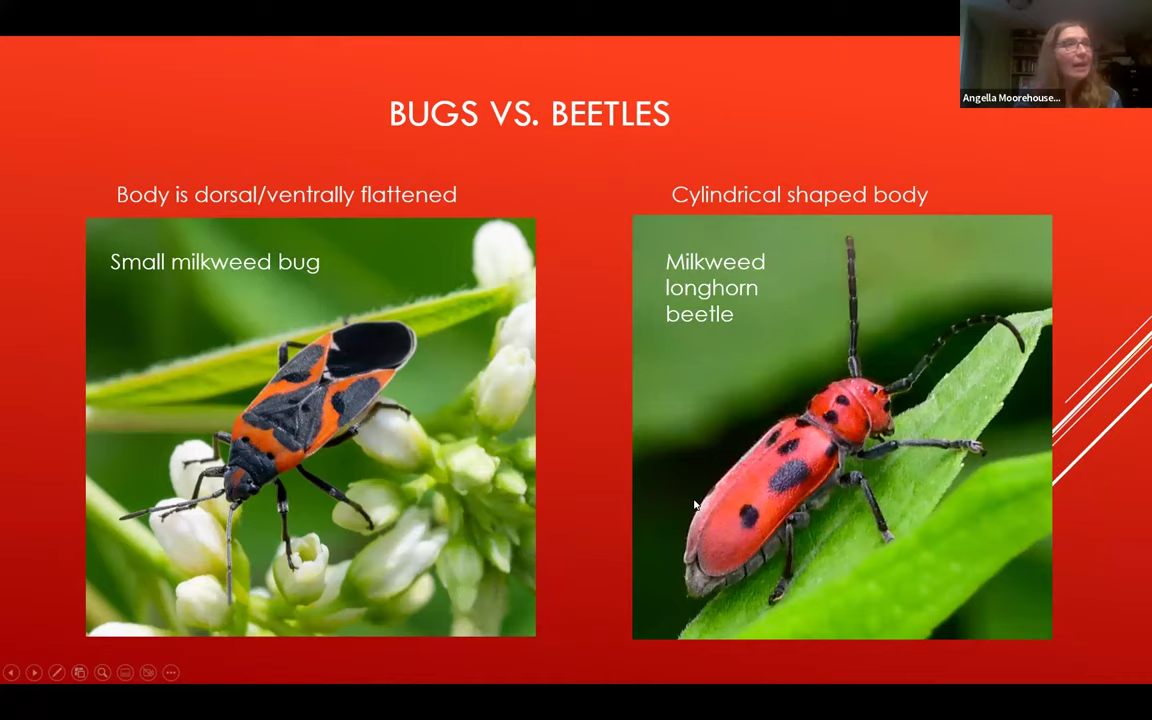 BUGS VS. BEETLES
Body is dorsal/ventrally flattened
Cylindrical shaped body
Small milkweed bug
Milkweed
longhorn
beetle
Angella Moorehouse...